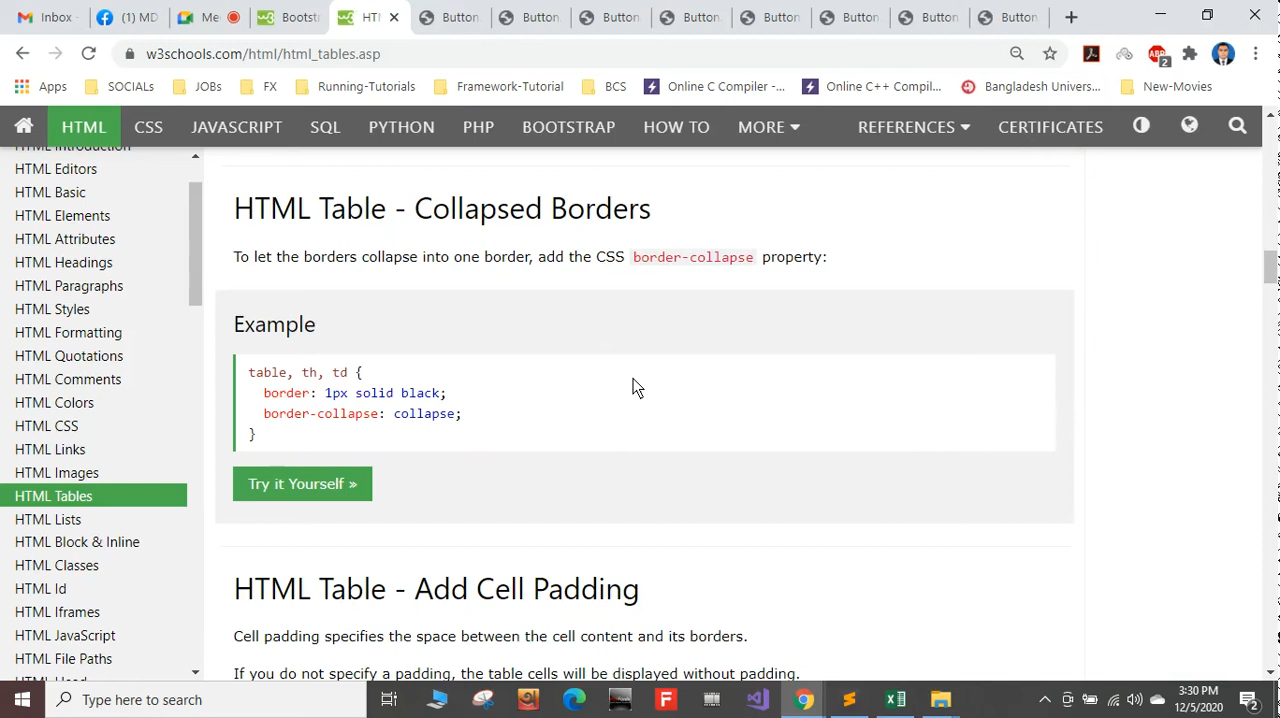 Inbox
(1) MD
Me
Bootst
HTI
Button
Button
Button
Button
Button
Button
Button
Button
w3schools.com/html/html_tables.asp
Apps
SOCIALs
JOBs
FX
Running-Tutorials
Framework-Tutorial
BCS
Online C Compiler -...
Online C++ Compil...
Bangladesh Univers...
New-Movies
HTML
CSS
JAVASCRIPT
SQL
PYTHON
PHP
BOOTSTRAP
HOW TO
MORE
REFERENCES
CERTIFICATES
HTML Introduction
HTML Editors
HTML Basic
HTML Elements
HTML Attributes
HTML Headings
HTML Paragraphs
HTML Styles
HTML Formatting
HTML Quotations
HTML Comments
HTML Colors
HTML CSS
HTML Links
HTML Images
HTML Tables
HTML Lists
HTML Block & Inline
HTML Classes
HTML Id
HTML Iframes
HTML JavaScript
HTML File Paths
HTML Head
HTML Table - Collapsed Borders
To let the borders collapse into one border, add the CSS border-collapse property:
Example
table, th, td {
border: 1px solid black;
border-collapse: collapse;
}
Try it Yourself »
HTML Table - Add Cell Padding
Cell padding specifies the space between the cell content and its borders.
If you do not specify a padding, the table cells will be displayed without padding.
Type here to search
3:30 PM
12/5/2020
2